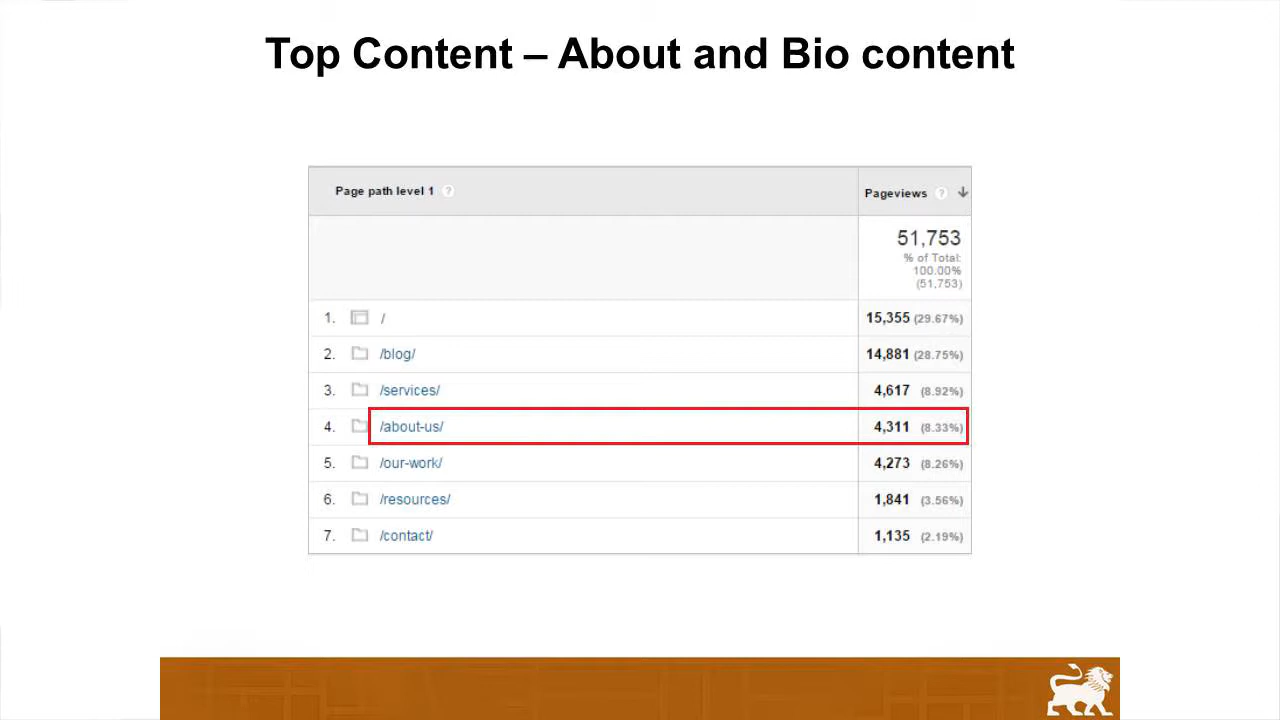 Top Content – About and Bio content
Page path level 1 ?
Pageviews ?
51,753
% of Total:
100.00%
(51,753)
1. / 15,355 (29.67%)
2. /blog/ 14,881 (28.75%)
3. /services/ 4,617 (8.92%)
4. /about-us/ 4,311 (8.33%)
5. /our-work/ 4,273 (8.26%)
6. /resources/ 1,841 (3.56%)
7. /contact/ 1,135 (2.19%)